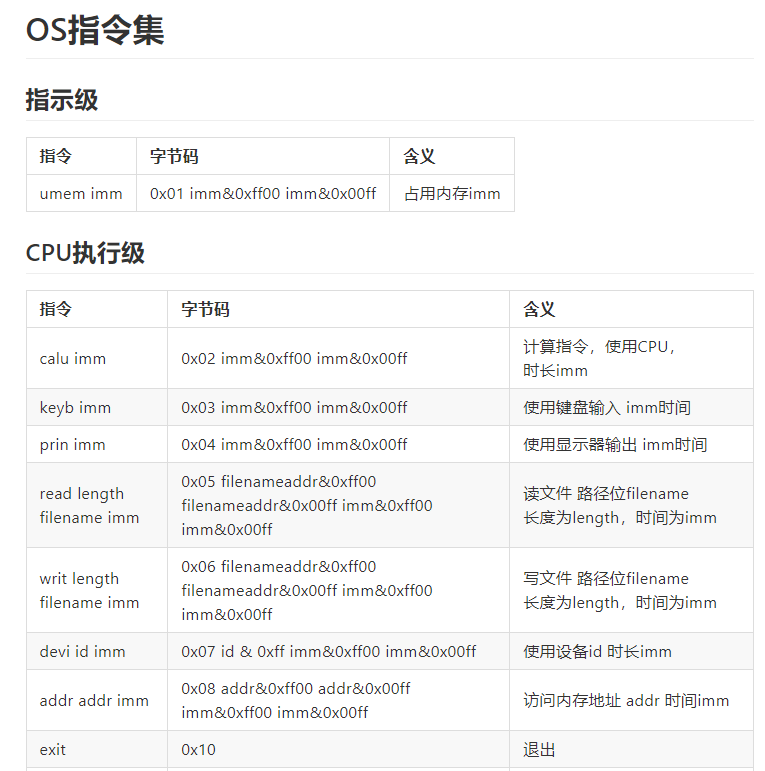 OS指令集
指示级
指令 字节码 含义
umem imm 0x01 imm&0xff00 imm&0x00ff 占用内存imm
CPU执行级
指令 字节码 含义
calu imm 0x02 imm&0xff00 imm&0x00ff 计算指令，使用CPU，
时长imm
keyb imm 0x03 imm&0xff00 imm&0x00ff 使用键盘输入 imm时间
prin imm 0x04 imm&0xff00 imm&0x00ff 使用显示器输出 imm时间
read length
filename imm
0x05 filenameaddr&0xff00
filenameaddr&0x00ff imm&0xff00
imm&0x00ff
读文件 路径位filename
长度为length，时间为imm
writ length
filename imm
0x06 filenameaddr&0xff00
filenameaddr&0x00ff imm&0xff00
imm&0x00ff
写文件 路径位filename
长度为length，时间为imm
devi id imm 0x07 id & 0xff imm&0xff00 imm&0x00ff 使用设备id 时长imm
addr addr imm
0x08 addr&0xff00 addr&0x00ff
imm&0xff00 imm&0x00ff
访问内存地址 addr 时间imm
exit 0x10 退出